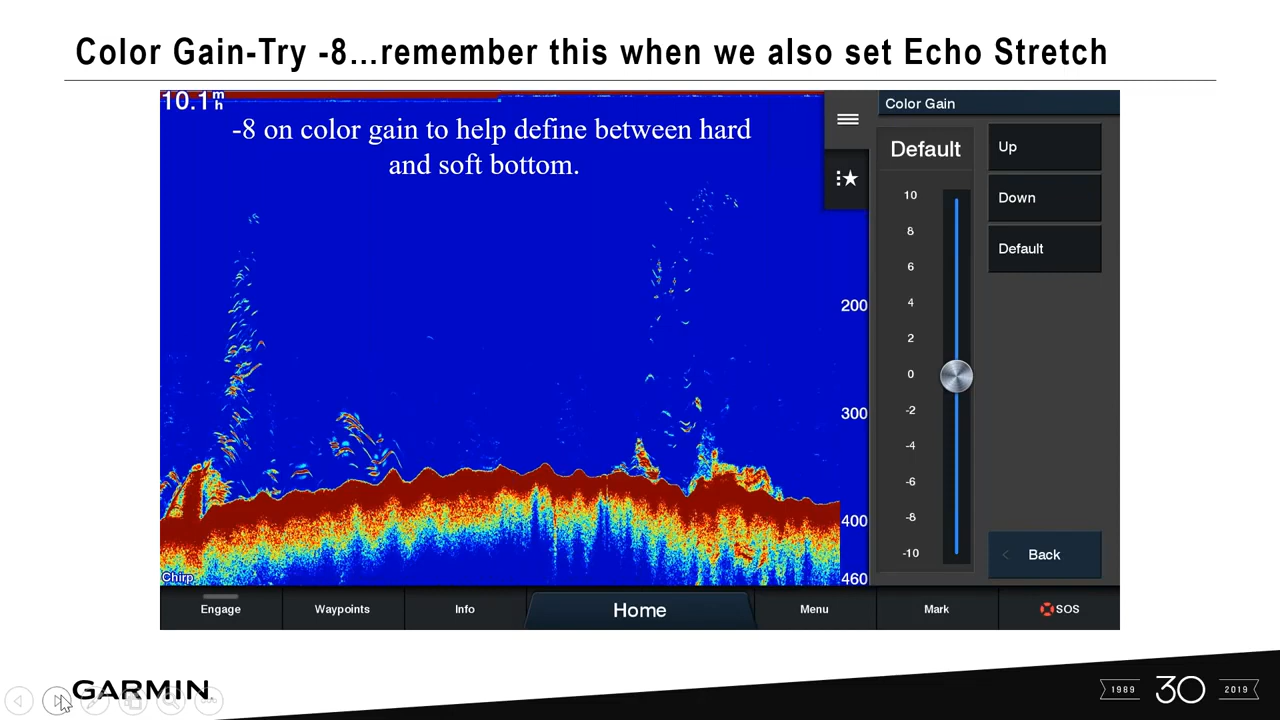 Color Gain-Try -8...remember this when we also set Echo Stretch
10.1 m/h
-8 on color gain to help define between hard
and soft bottom.
Color Gain
Default
Up
Down
Default
10
8
6
4
2
0
-2
-4
-6
-8
-10
200
300
400
460
Back
Chirp
Engage
Waypoints
Info
Home
Menu
Mark
SOS
GARMIN.
1989
30
2019